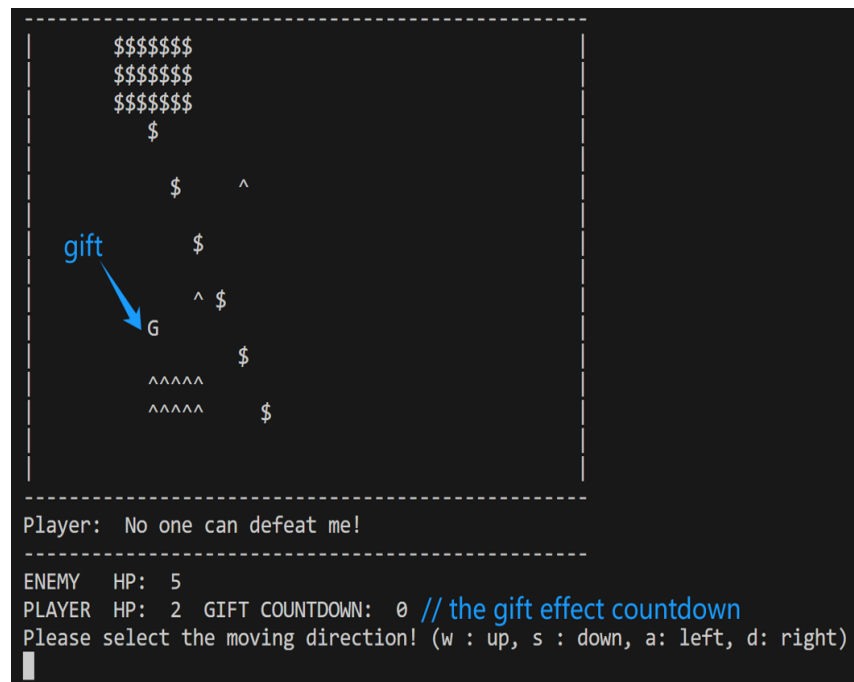 --------------------------------------------------
|       $$$$$$$                                  |
|       $$$$$$$                                  |
|       $$$$$$$                                  |
|          $                                     |
|                                                |
|            $     ^                             |
|                                                |
| gift         $                                 |
|                                                |
|              ^ $                               |
|          G                                     |
|                  $                             |
|          ^^^^^                                 |
|          ^^^^^     $                           |
|                                                |
|                                                |
--------------------------------------------------
Player:  No one can defeat me!
--------------------------------------------------
ENEMY   HP:  5
PLAYER  HP:  2  GIFT COUNTDOWN:  0 // the gift effect countdown
Please select the moving direction! (w : up, s : down, a: left, d: right)